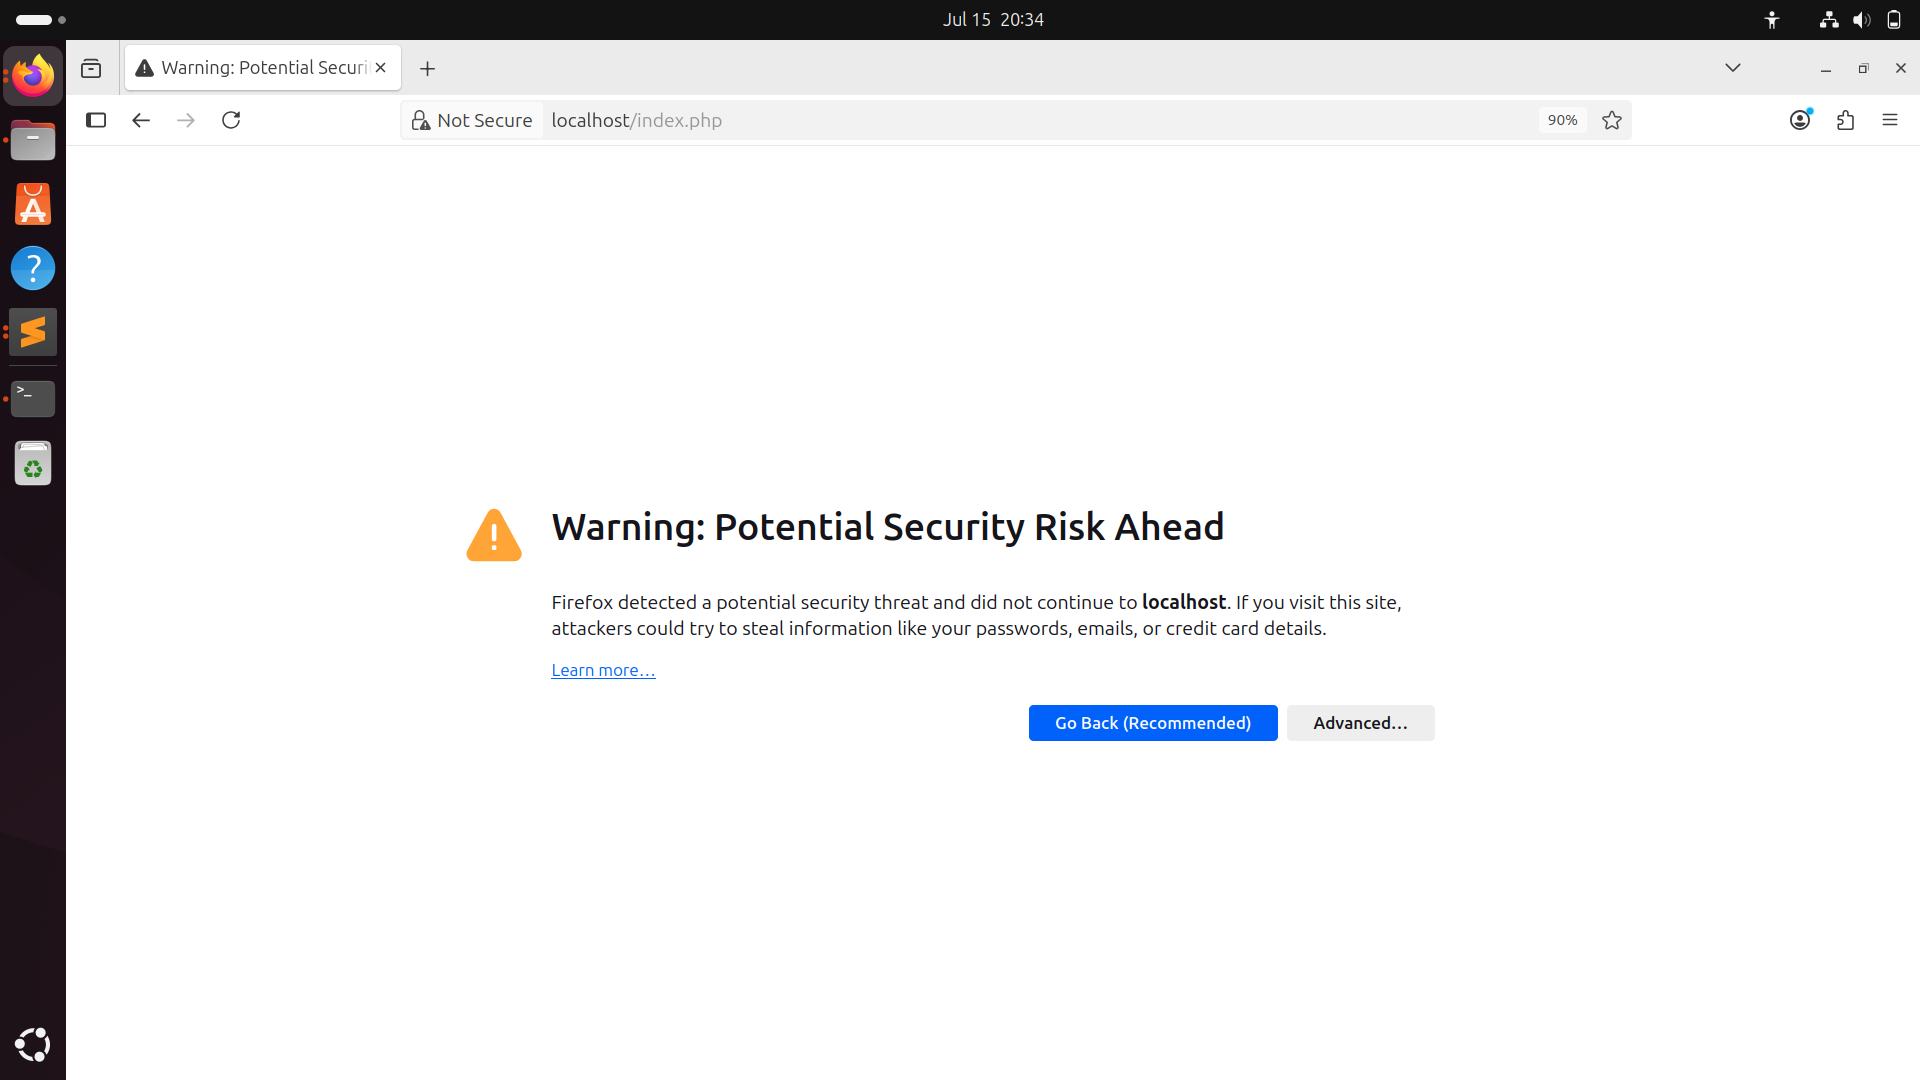 Jul 15 20:34
Warning: Potential Securi
Not Secure
localhost/index.php
90%
Warning: Potential Security Risk Ahead
Firefox detected a potential security threat and did not continue to localhost. If you visit this site,
attackers could try to steal information like your passwords, emails, or credit card details.
Learn more…
Go Back (Recommended)
Advanced…